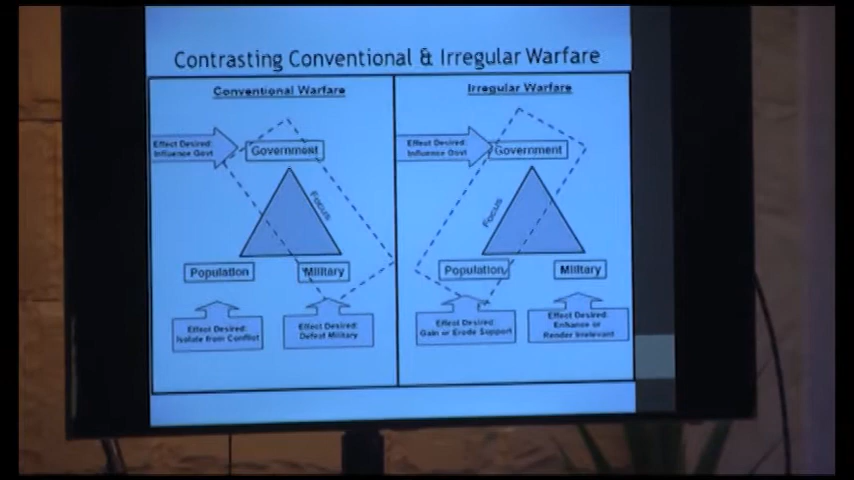 Contrasting Conventional & Irregular Warfare
Conventional Warfare
Effect Desired:
Influence Govt
Government
Focus
Population
Military
Effect Desired:
Isolate from Conflict
Effect Desired:
Defeat Military
Irregular Warfare
Effect Desired:
Influence Govt
Government
Focus
Population
Military
Effect Desired:
Gain or Erode Support
Effect Desired:
Enhance or
Render Irrelevant